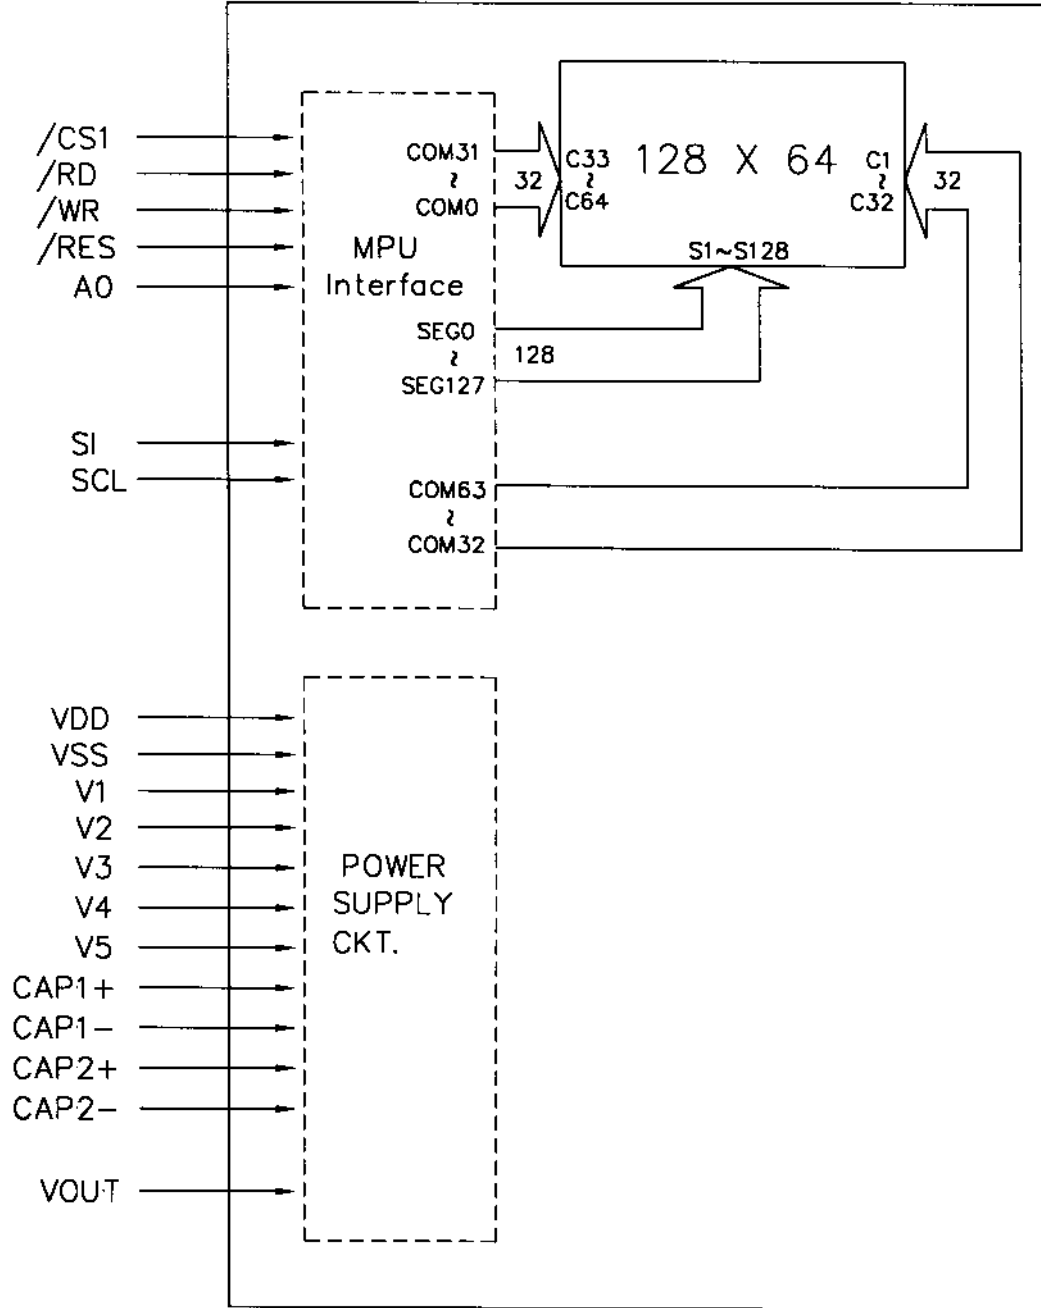 /CS1
/RD
/WR
/RES
A0
SI
SCL
COM31
~
COM0
MPU
Interface
SEG0
~
SEG127
COM63
~
COM32
32
128
C33
~
C64
128 X 64
C1
~
C32
S1~S128
32
VDD
VSS
V1
V2
V3
V4
V5
CAP1+
CAP1-
CAP2+
CAP2-
VOUT
POWER
SUPPLY
CKT.